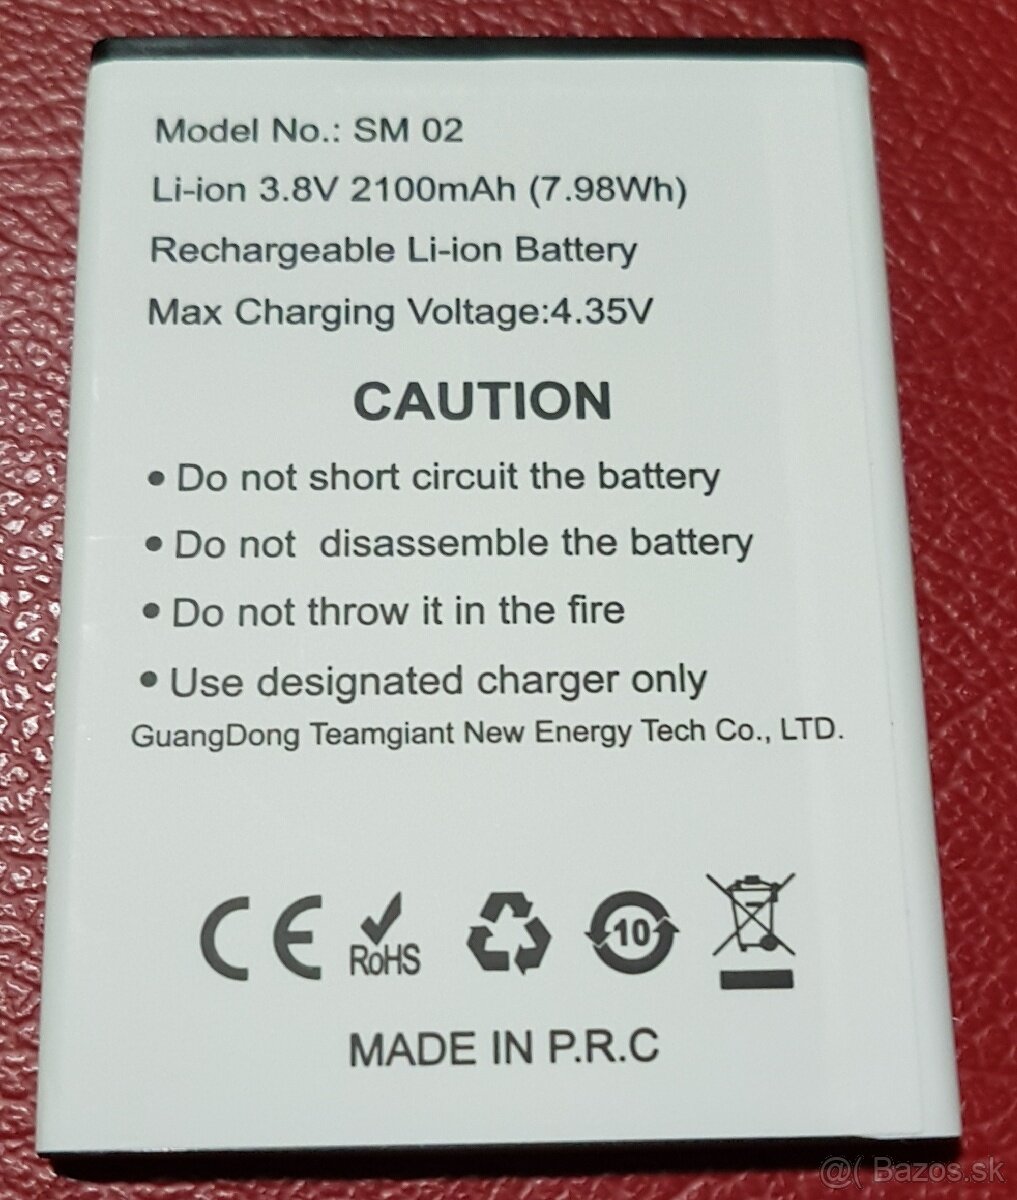 Model No.: SM 02
Li-ion 3.8V 2100mAh (7.98Wh)
Rechargeable Li-ion Battery
Max Charging Voltage:4.35V
CAUTION
• Do not short circuit the battery
• Do not  disassemble the battery
• Do not throw it in the fire
• Use designated charger only
GuangDong Teamgiant New Energy Tech Co., LTD.
CE RoHS 10
MADE IN P.R.C
@( Bazos.sk